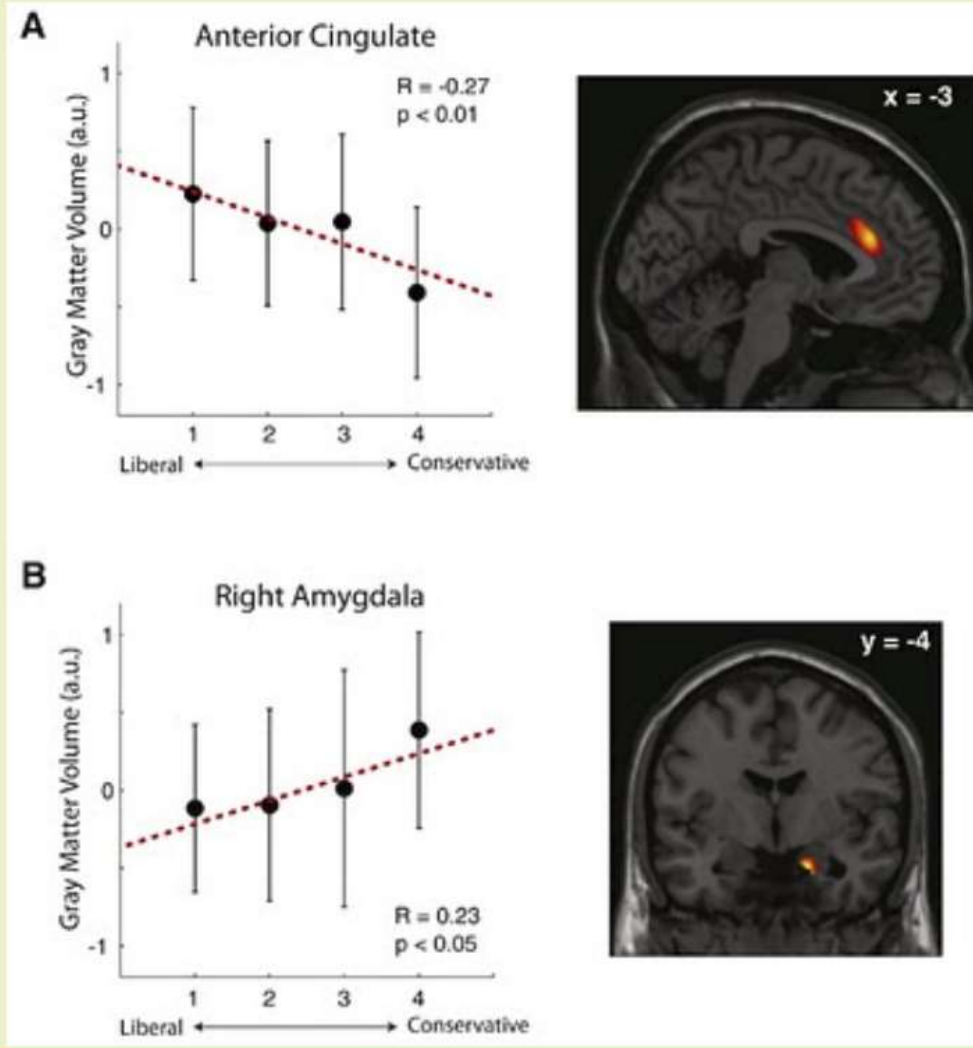 A
Anterior Cingulate
R = -0.27
p < 0.01
Gray Matter Volume (a.u.)
1
0
-1
1 2 3 4
Liberal Conservative
x = -3
B
Right Amygdala
Gray Matter Volume (a.u.)
1
0
-1
R = 0.23
p < 0.05
1 2 3 4
Liberal Conservative
y = -4